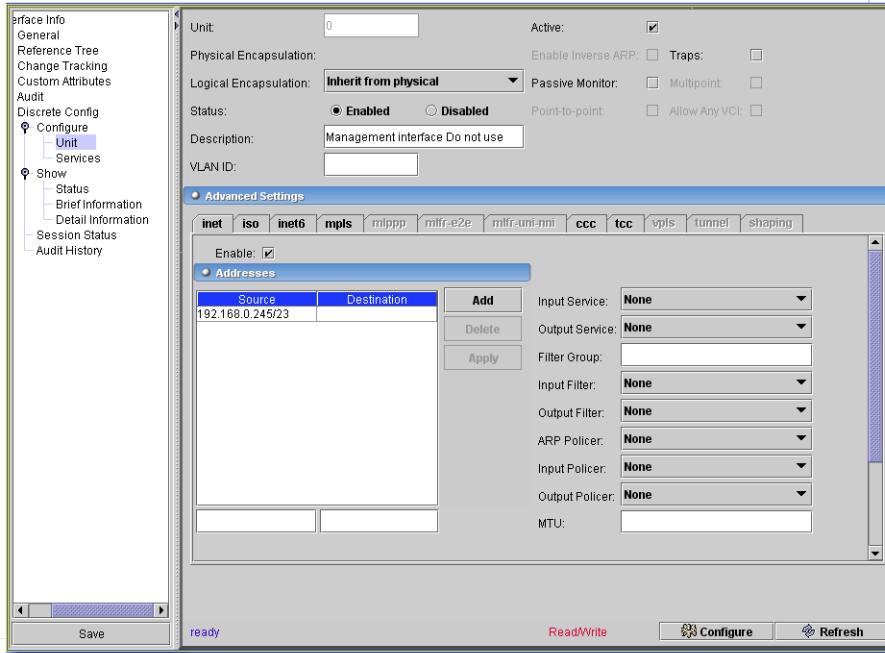 erface Info
General
Reference Tree
Change Tracking
Custom Attributes
Audit
Discrete Config
Configure
Unit
Services
Show
Status
Brief Information
Detail Information
Session Status
Audit History
Save
Unit: 0 Active:
Physical Encapsulation: Enable Inverse ARP: Traps:
Logical Encapsulation: Inherit from physical Passive Monitor: Multipoint:
Status: Enabled Disabled Point-to-point: Allow Any VCI:
Description: Management interface Do not use
VLAN ID:
Advanced Settings
inet iso inet6 mpls mlppp mlfr-e2e mlfr-uni-nni ccc tcc vpls tunnel shaping
Enable:
Addresses
Source Destination
192.168.0.245/23
Add
Delete
Apply
Input Service: None
Output Service: None
Filter Group:
Input Filter: None
Output Filter: None
ARP Policer: None
Input Policer: None
Output Policer: None
MTU:
ready Read/Write Configure Refresh